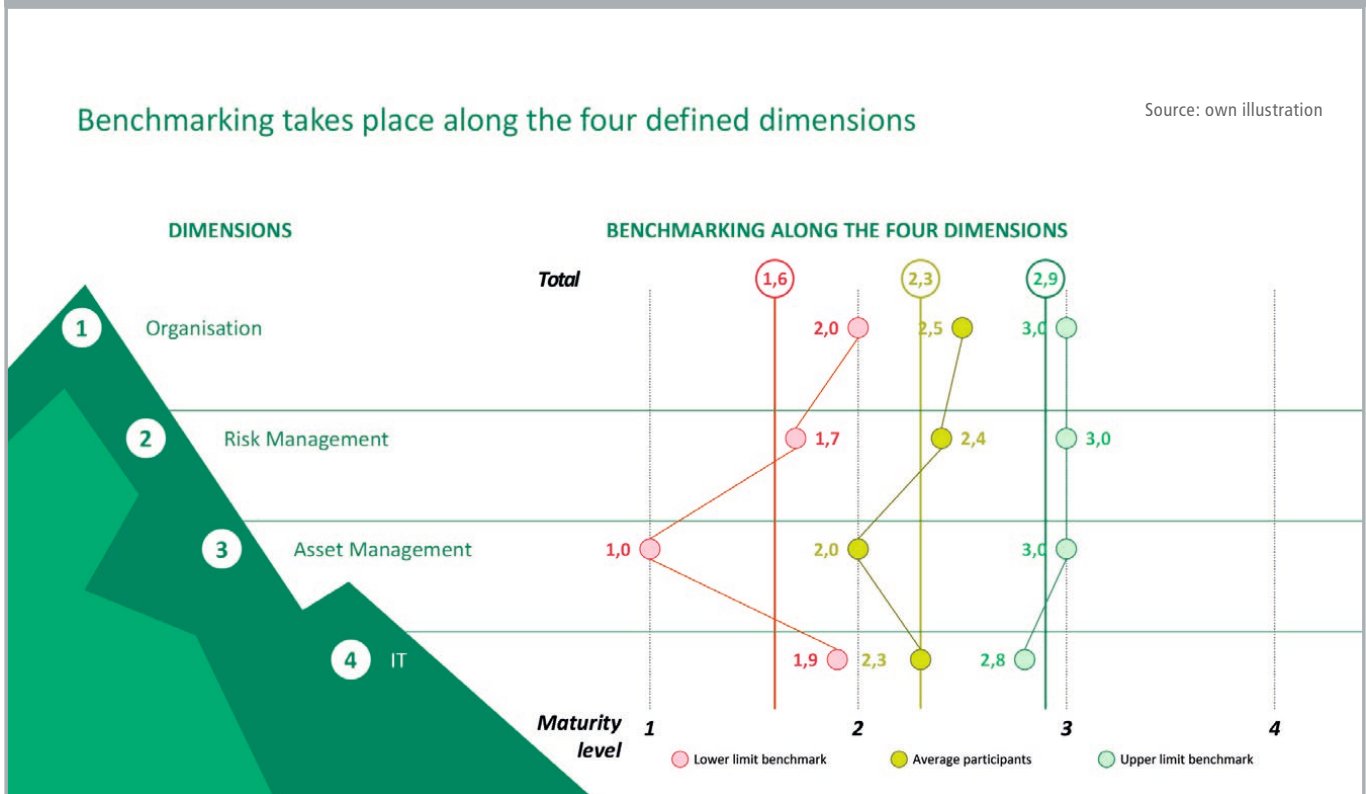 Benchmarking takes place along the four defined dimensions
Source: own illustration
DIMENSIONS
BENCHMARKING ALONG THE FOUR DIMENSIONS
Total
1,6
2,3
2,9
1
Organisation
2,0
2,5
3,0
2
Risk Management
1,7
2,4
3,0
3
Asset Management
1,0
2,0
3,0
4
IT
1,9
2,3
2,8
Maturity
level
1
2
3
4
Lower limit benchmark
Average participants
Upper limit benchmark